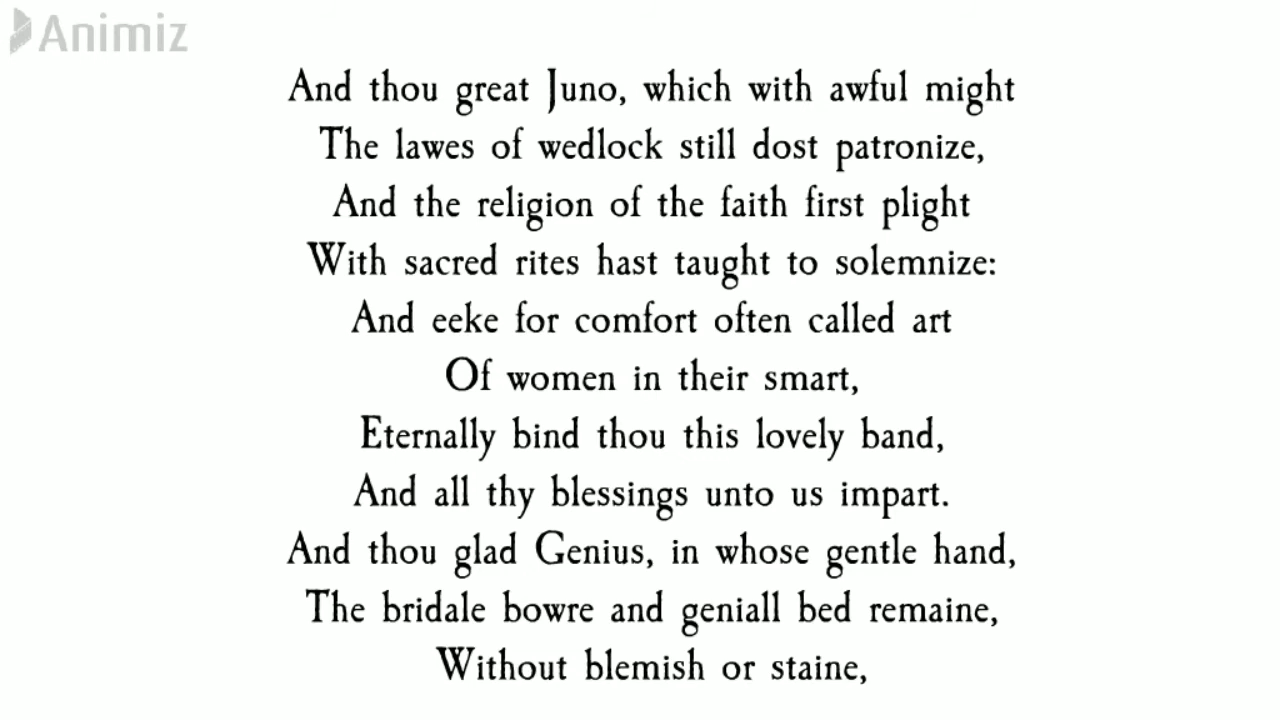 Animiz
And thou great Juno, which with awful might
The lawes of wedlock still dost patronize,
And the religion of the faith first plight
With sacred rites hast taught to solemnize:
And eeke for comfort often called art
Of women in their smart,
Eternally bind thou this lovely band,
And all thy blessings unto us impart.
And thou glad Genius, in whose gentle hand,
The bridale bowre and geniall bed remaine,
Without blemish or staine,